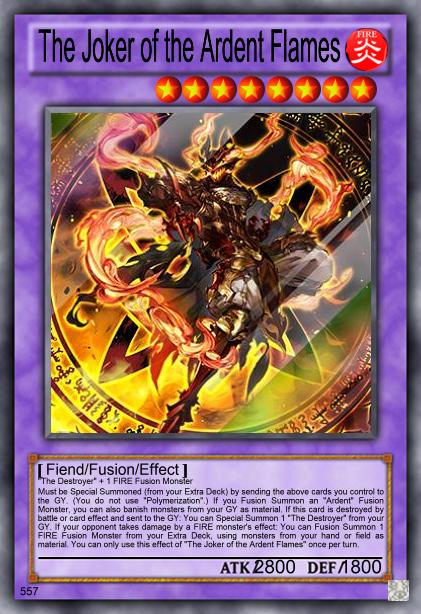 The Joker of the Ardent Flames
FIRE
炎
[ Fiend/Fusion/Effect ]
"The Destroyer" + 1 FIRE Fusion Monster
Must be Special Summoned (from your Extra Deck) by sending the above cards you control to
the GY. (You do not use "Polymerization".) If you Fusion Summon an "Ardent" Fusion
Monster, you can also banish monsters from your GY as material. If this card is destroyed by
battle or card effect and sent to the GY: You can Special Summon 1 "The Destroyer" from your
GY. If your opponent takes damage by a FIRE monster's effect: You can Fusion Summon 1
FIRE Fusion Monster from your Extra Deck, using monsters from your hand or field as
material. You can only use this effect of "The Joker of the Ardent Flames" once per turn.
ATK/2800 DEF/1800
557